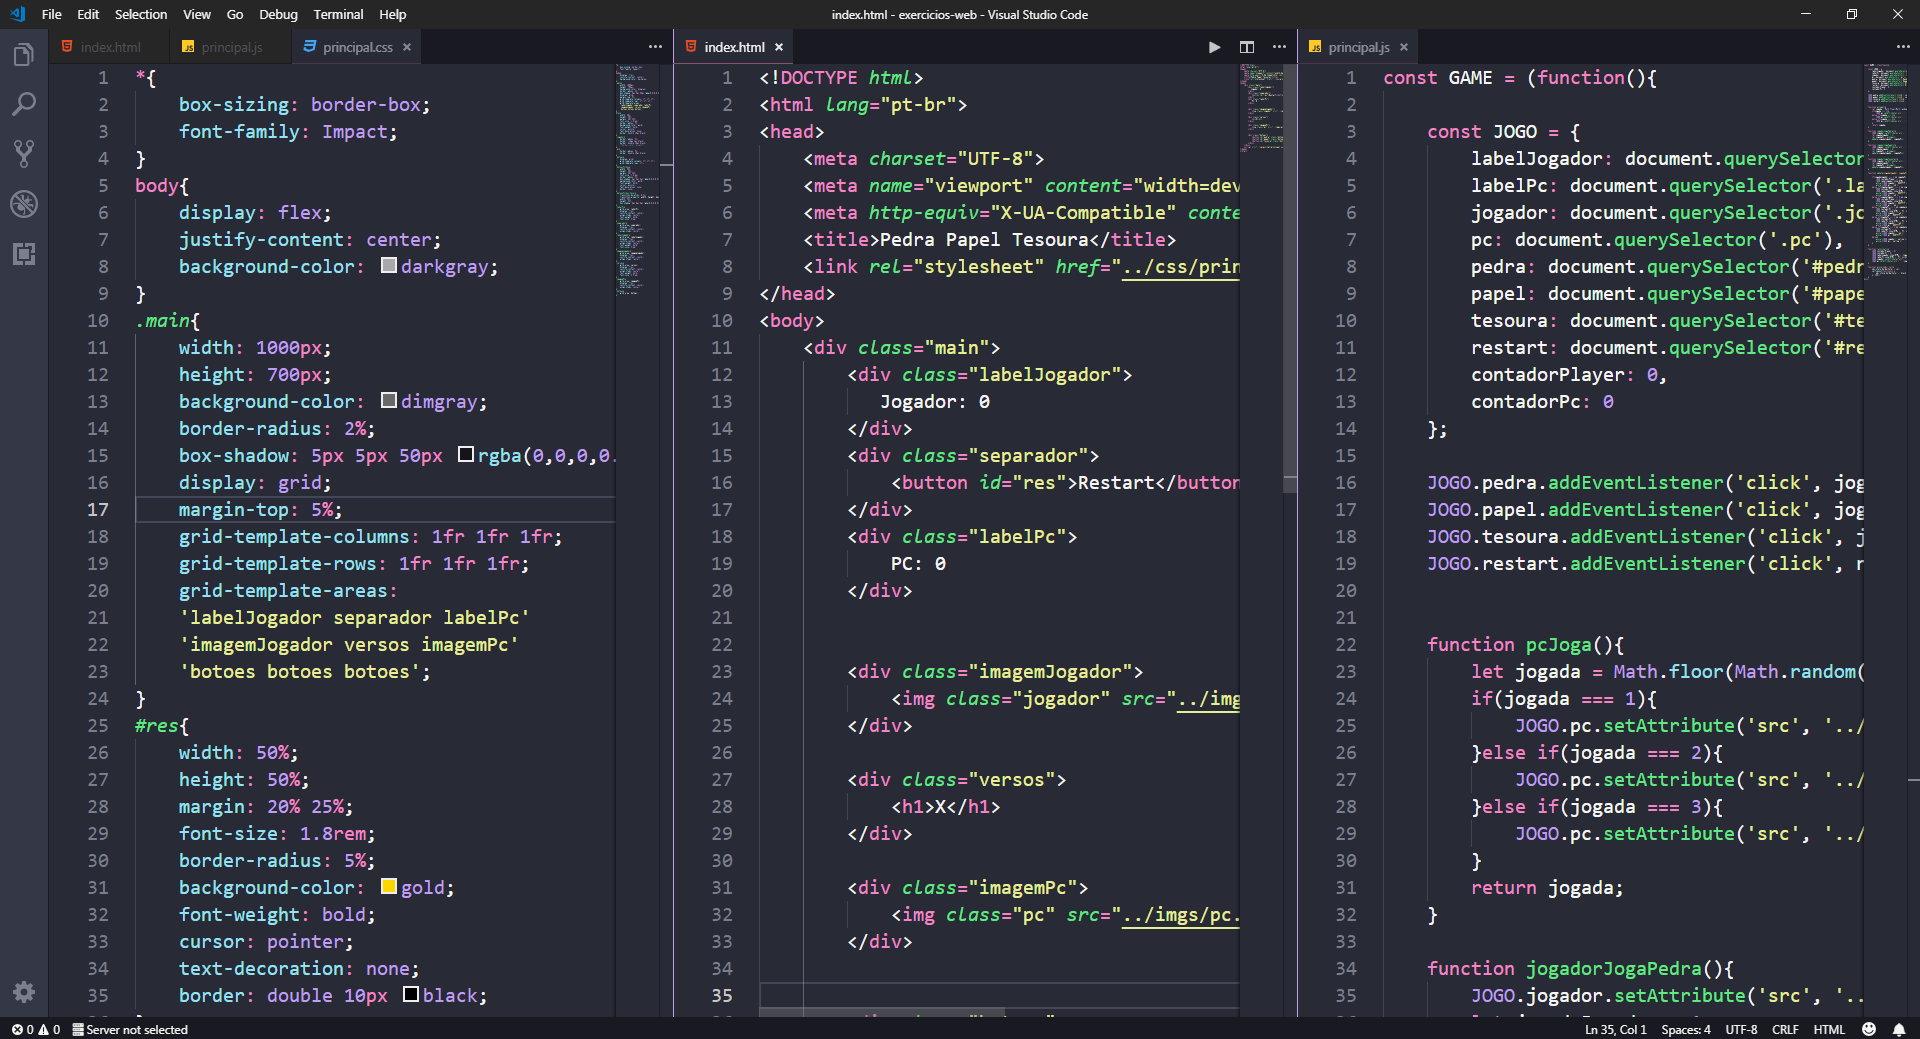 File Edit Selection View Go Debug Terminal Help
index.html - exercicios-web - Visual Studio Code
index.html principal.js principal.css
1 *{
2 box-sizing: border-box;
3 font-family: Impact;
4 }
5 body{
6 display: flex;
7 justify-content: center;
8 background-color: darkgray;
9 }
10 .main{
11 width: 1000px;
12 height: 700px;
13 background-color: dimgray;
14 border-radius: 2%;
15 box-shadow: 5px 5px 50px rgba(0,0,0,0.
16 display: grid;
17 margin-top: 5%;
18 grid-template-columns: 1fr 1fr 1fr;
19 grid-template-rows: 1fr 1fr 1fr;
20 grid-template-areas:
21 'labelJogador separador labelPc'
22 'imagemJogador versos imagemPc'
23 'botoes botoes botoes';
24 }
25 #res{
26 width: 50%;
27 height: 50%;
28 margin: 20% 25%;
29 font-size: 1.8rem;
30 border-radius: 5%;
31 background-color: gold;
32 font-weight: bold;
33 cursor: pointer;
34 text-decoration: none;
35 border: double 10px black;
index.html
1 <!DOCTYPE html>
2 <html lang="pt-br">
3 <head>
4 <meta charset="UTF-8">
5 <meta name="viewport" content="width=dev
6 <meta http-equiv="X-UA-Compatible" conte
7 <title>Pedra Papel Tesoura</title>
8 <link rel="stylesheet" href="../css/prin
9 </head>
10 <body>
11 <div class="main">
12 <div class="labelJogador">
13 Jogador: 0
14 </div>
15 <div class="separador">
16 <button id="res">Restart</button
17 </div>
18 <div class="labelPc">
19 PC: 0
20 </div>
21
22
23 <div class="imagemJogador">
24 <img class="jogador" src="../img
25 </div>
26
27 <div class="versos">
28 <h1>X</h1>
29 </div>
30
31 <div class="imagemPc">
32 <img class="pc" src="../imgs/pc.
33 </div>
34
35
principal.js
1 const GAME = (function(){
2
3 const JOGO = {
4 labelJogador: document.querySelector
5 labelPc: document.querySelector('.la
6 jogador: document.querySelector('.jo
7 pc: document.querySelector('.pc'),
8 pedra: document.querySelector('#pedr
9 papel: document.querySelector('#pape
10 tesoura: document.querySelector('#te
11 restart: document.querySelector('#re
12 contadorPlayer: 0,
13 contadorPc: 0
14 };
15
16 JOGO.pedra.addEventListener('click', jog
17 JOGO.papel.addEventListener('click', jog
18 JOGO.tesoura.addEventListener('click', j
19 JOGO.restart.addEventListener('click', r
20
21
22 function pcJoga(){
23 let jogada = Math.floor(Math.random(
24 if(jogada === 1){
25 JOGO.pc.setAttribute('src', '../
26 }else if(jogada === 2){
27 JOGO.pc.setAttribute('src', '../
28 }else if(jogada === 3){
29 JOGO.pc.setAttribute('src', '../
30 }
31 return jogada;
32 }
33
34 function jogadorJogaPedra(){
35 JOGO.jogador.setAttribute('src', '..
0 0 Server not selected
Ln 35, Col 1 Spaces: 4 UTF-8 CRLF HTML